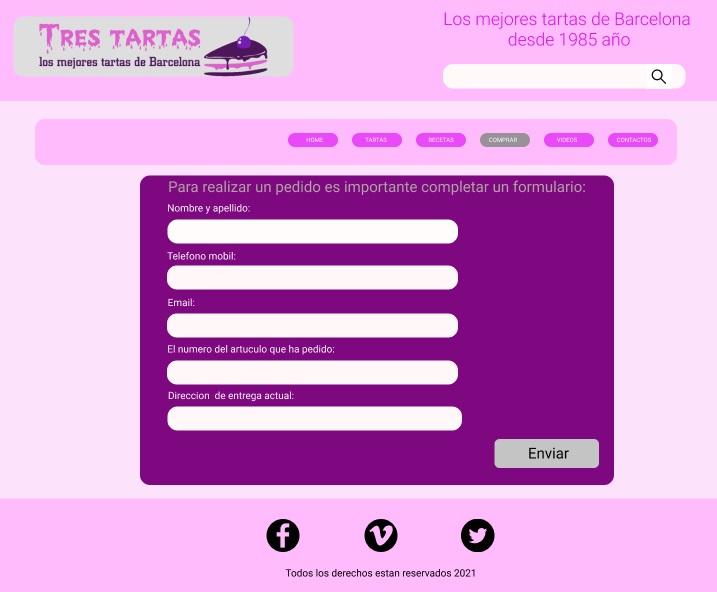 TRES TARTAS
los mejores tartas de Barcelona
Los mejores tartas de Barcelona
desde 1985 año
HOME
TARTAS
RECETAS
COMPRAR
VIDEOS
CONTACTOS
Para realizar un pedido es importante completar un formulario:
Nombre y apellido:
Telefono mobil:
Email:
El numero del artuculo que ha pedido:
Direccion de entrega actual:
Enviar
Todos los derechos estan reservados 2021